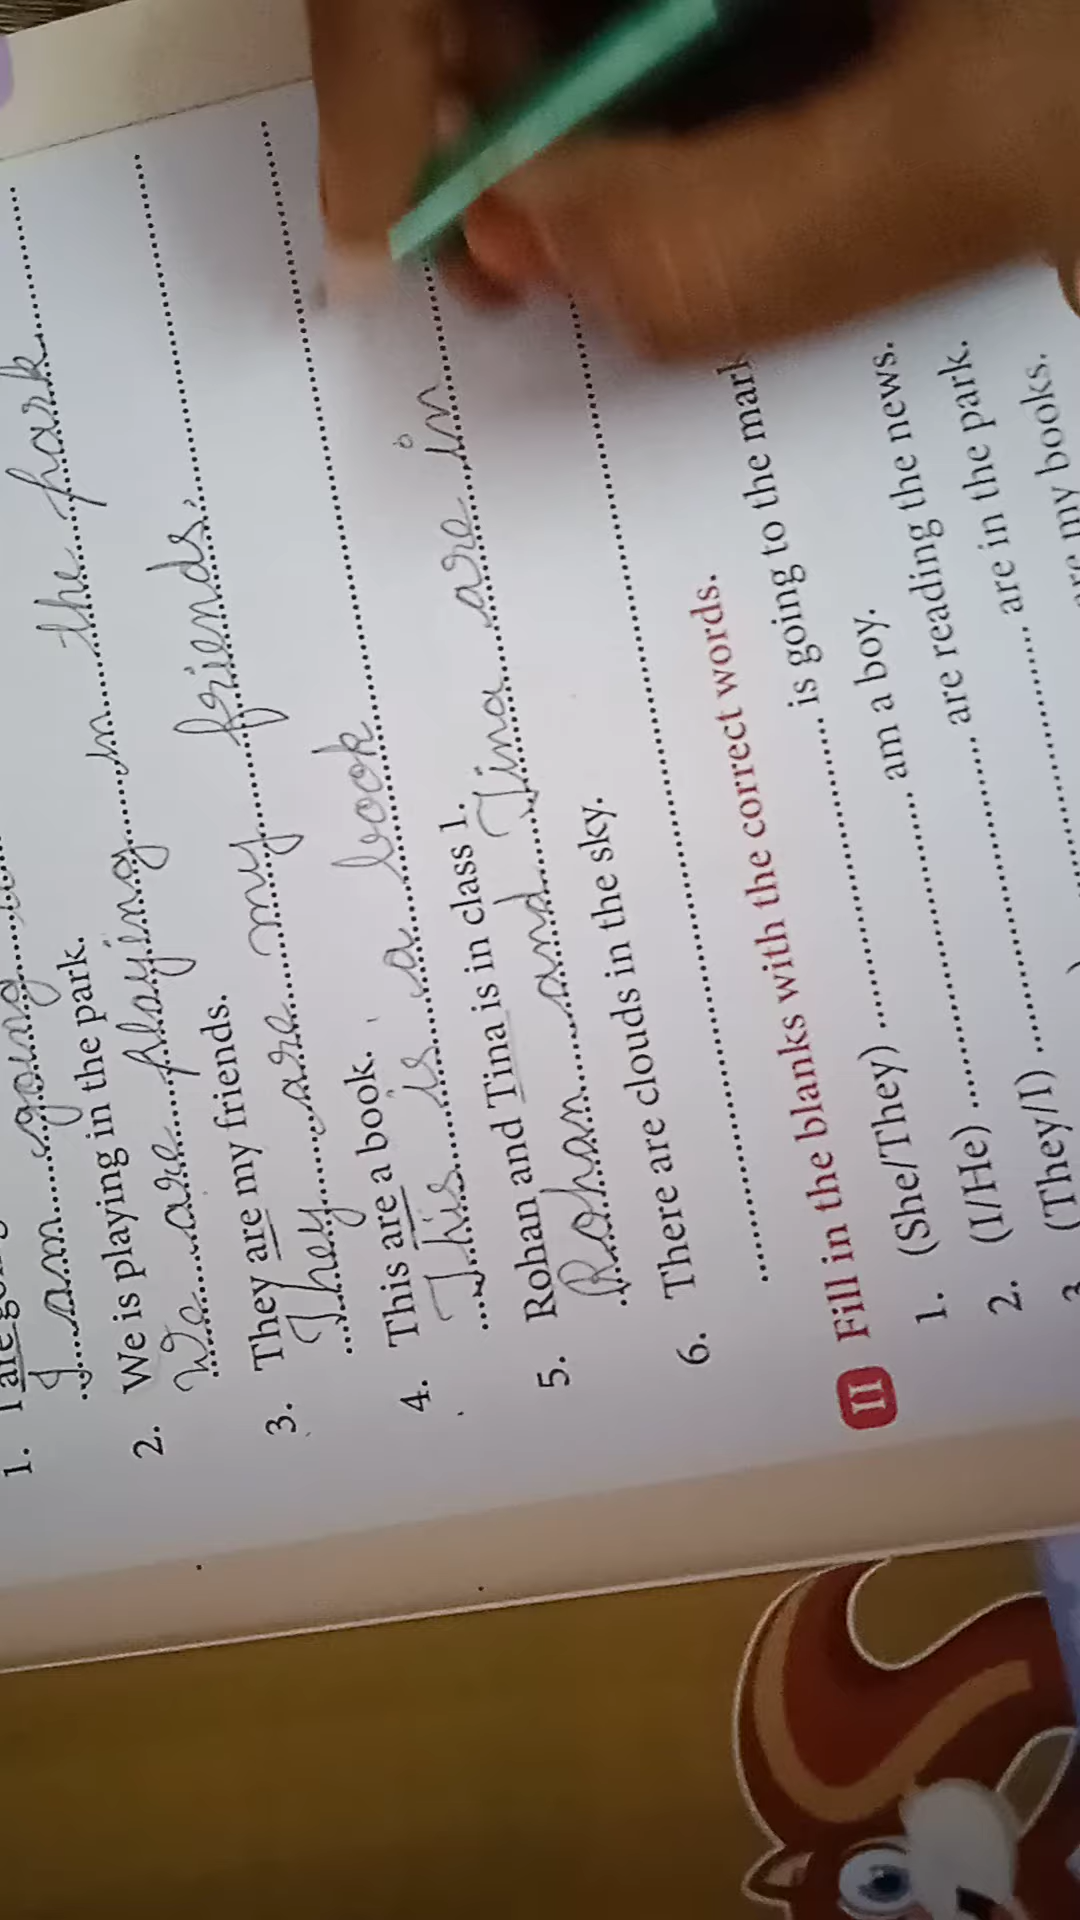 1. I are g
I am going
2. We is playing in the park.
We are playing in the park
3. They are my friends.
They are my friends.
4. This are a book.
This is a book
5. Rohan and Tina is in class 1.
Rohan and Tina are in
6. There are clouds in the sky.
II Fill in the blanks with the correct words.
1. (She/They) is going to the mark
2. (I/He) am a boy.
3. (They/I) are reading the news.
are in the park.
my books.